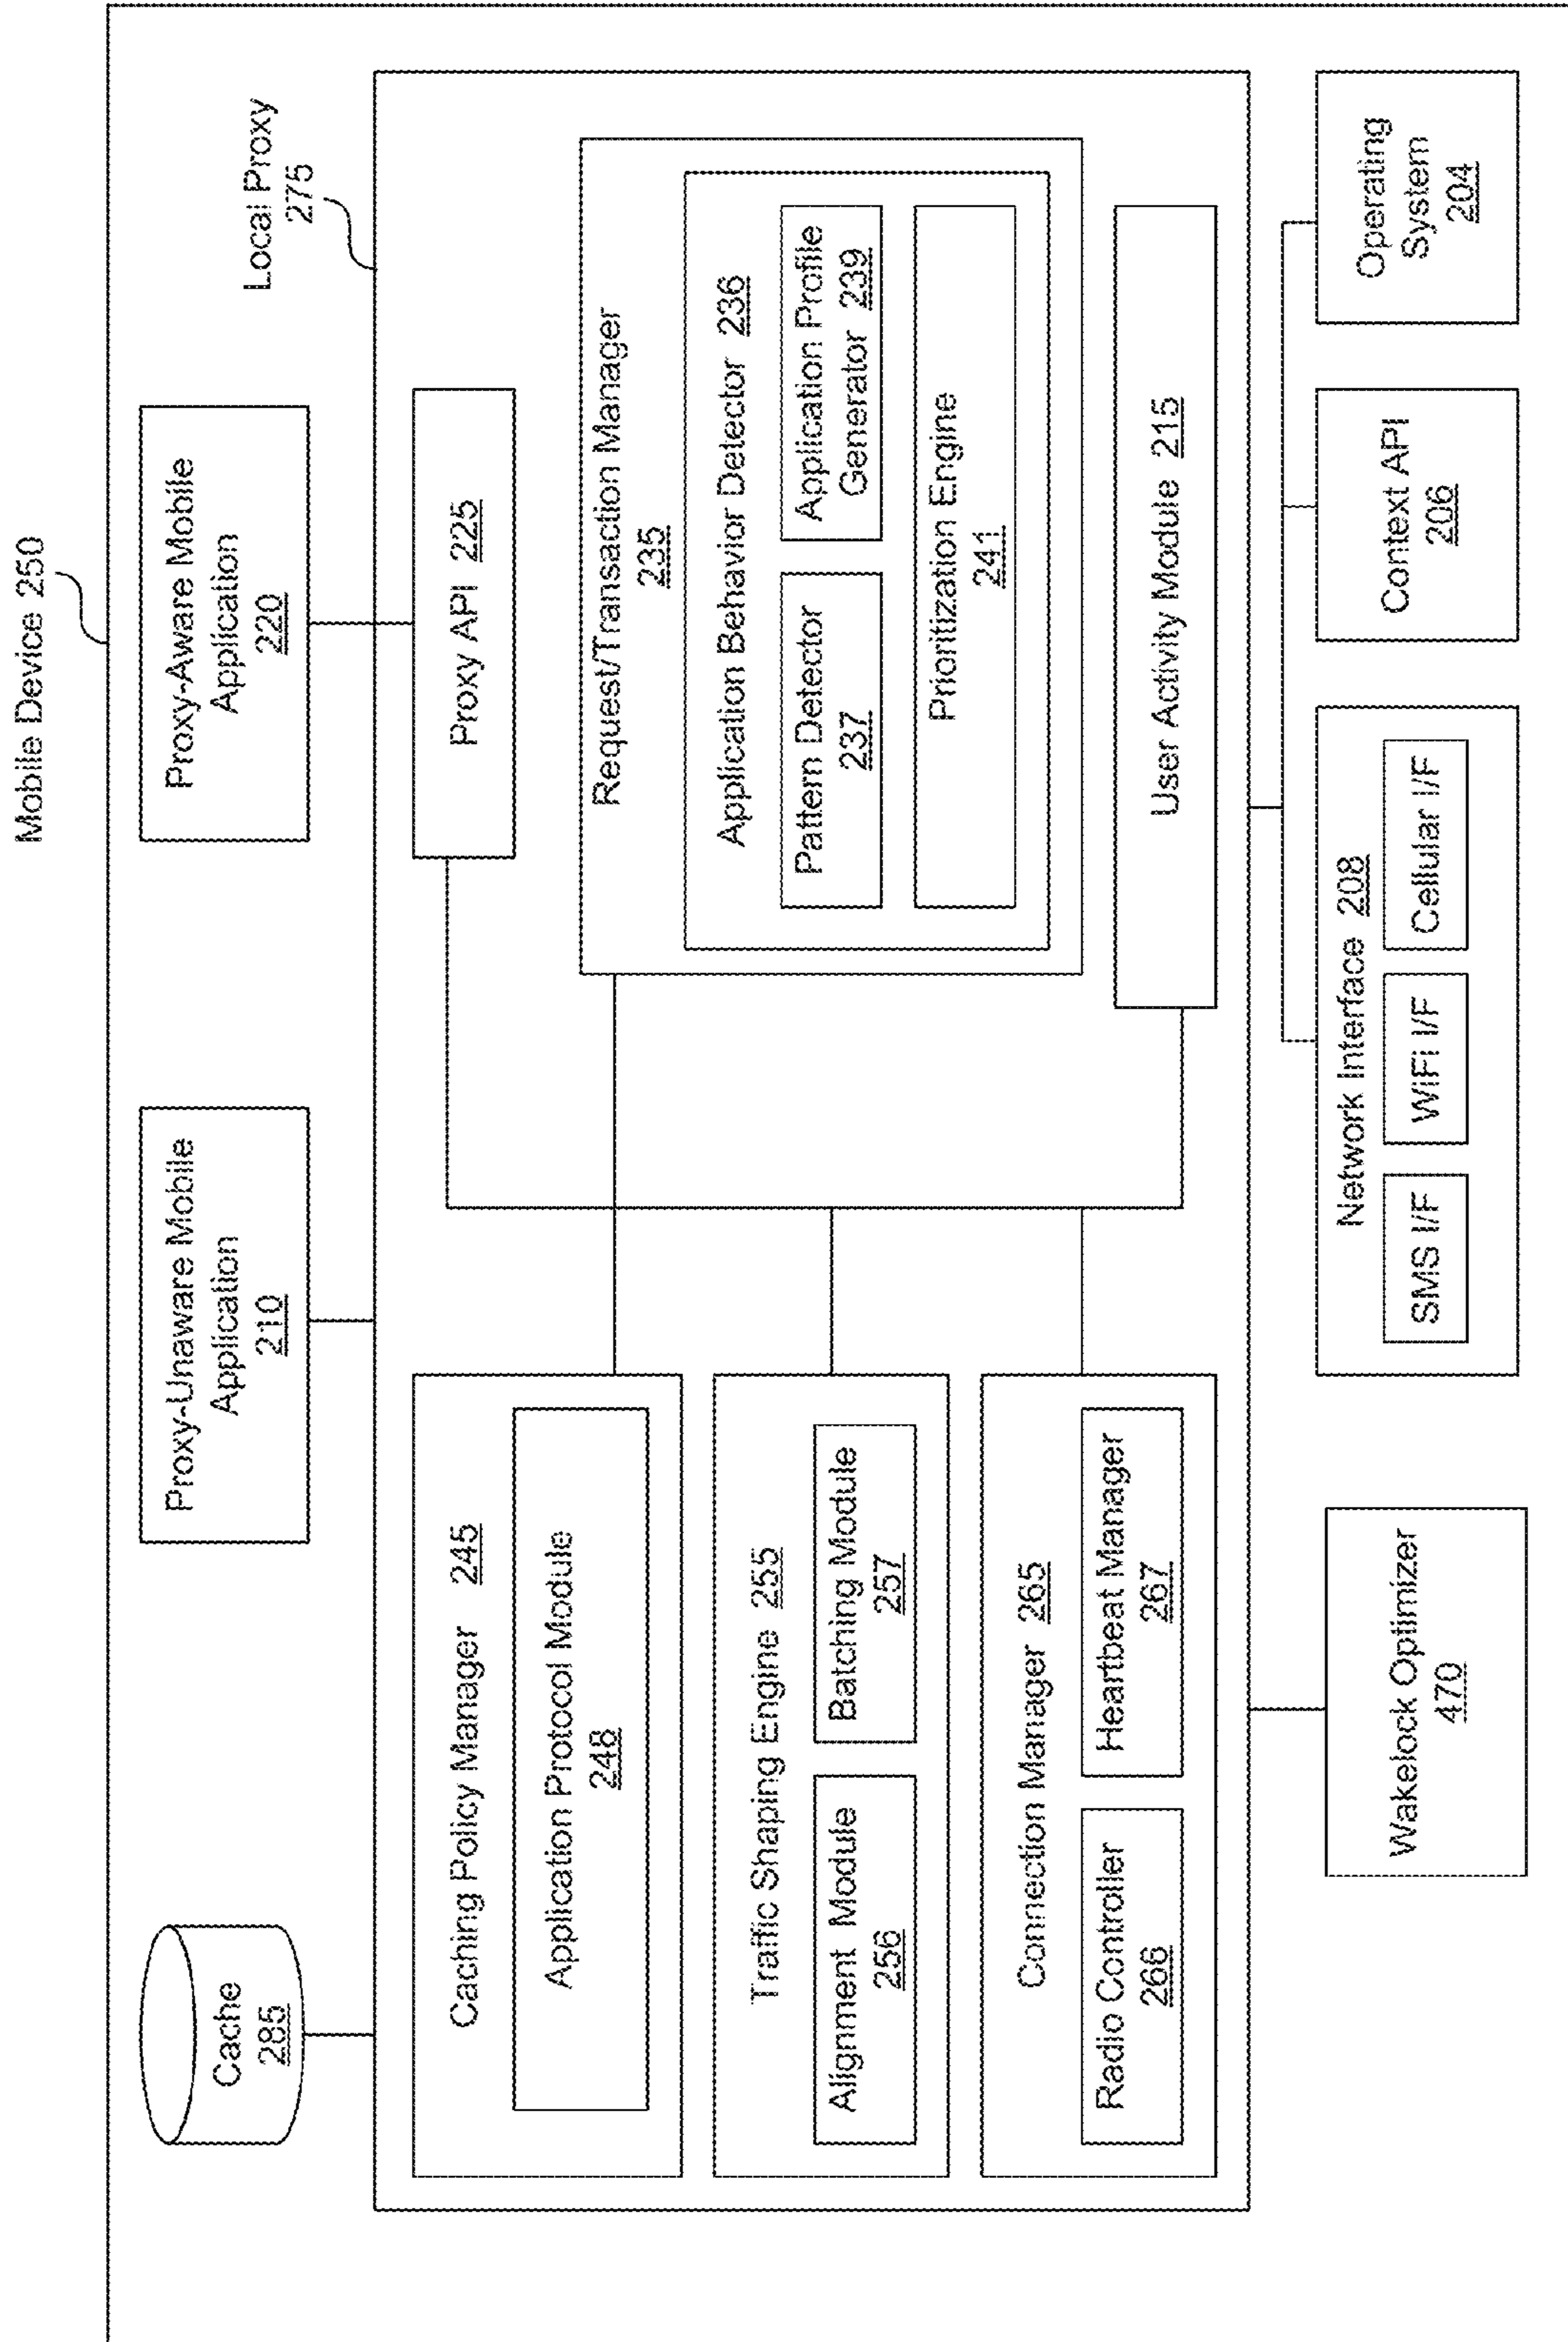 Mobile Device 250
Local Proxy
275
Cache
285
Proxy-Unaware Mobile
Application
210
Proxy-Aware Mobile
Application
220
Caching Policy Manager 245
Application Protocol Module
248
Traffic Shaping Engine 255
Alignment Module
256
Batching Module
257
Connection Manager 265
Radio Controller
266
Heartbeat Manager
267
Proxy API 225
Request/Transaction Manager
235
Application Behavior Detector 236
Pattern Detector
237
Application Profile
Generator 239
Prioritization Engine
241
User Activity Module 215
Wakelock Optimizer
470
Network Interface 208
SMS I/F
WiFi I/F
Cellular I/F
Context API
206
Operating
System
204